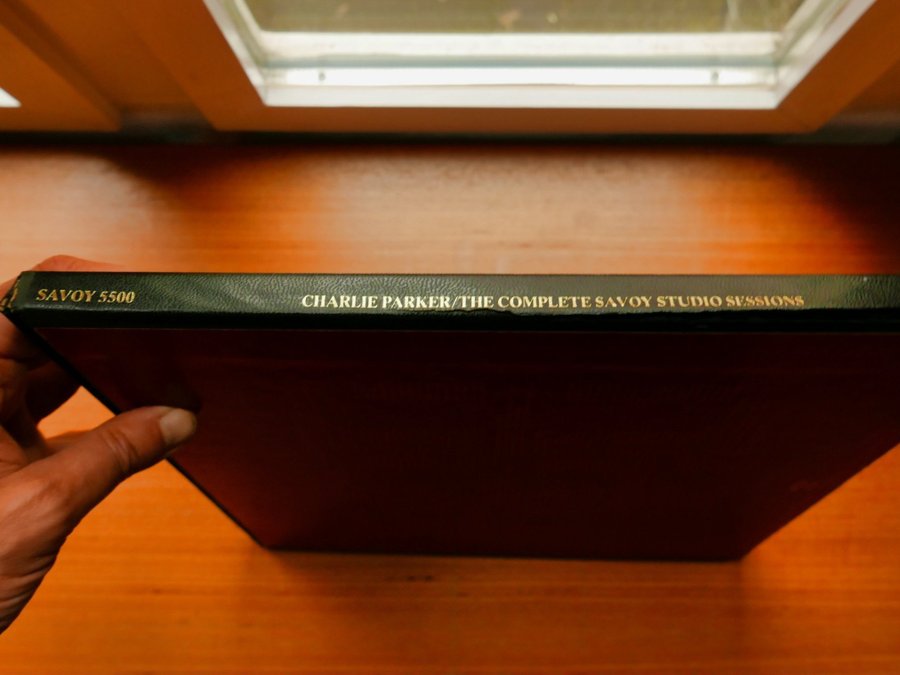 SAVOY 5500 CHARLIE PARKER/THE COMPLETE SAVOY STUDIO SESSIONS